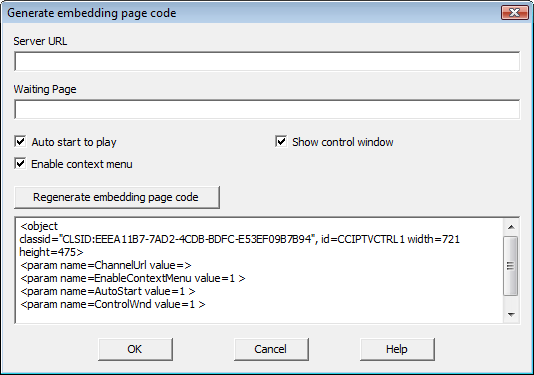 Generate embedding page code
Server URL
Waiting Page
Auto start to play
Show control window
Enable context menu
Regenerate embedding page code
<object
classid="CLSID:EEEA11B7-7AD2-4CDB-BDFC-E53EF09B7B94", id=CCIPTVCTRL1 width=721
height=475>
<param name=ChannelUrl value=>
<param name=EnableContextMenu value=1 >
<param name=AutoStart value=1 >
<param name=ControlWnd value=1 >
OK
Cancel
Help